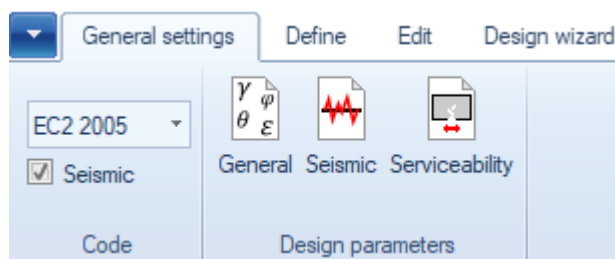 General settings Define Edit Design wizard
γ φ
θ ε
EC2 2005
Seismic
General Seismic Serviceability
Code Design parameters